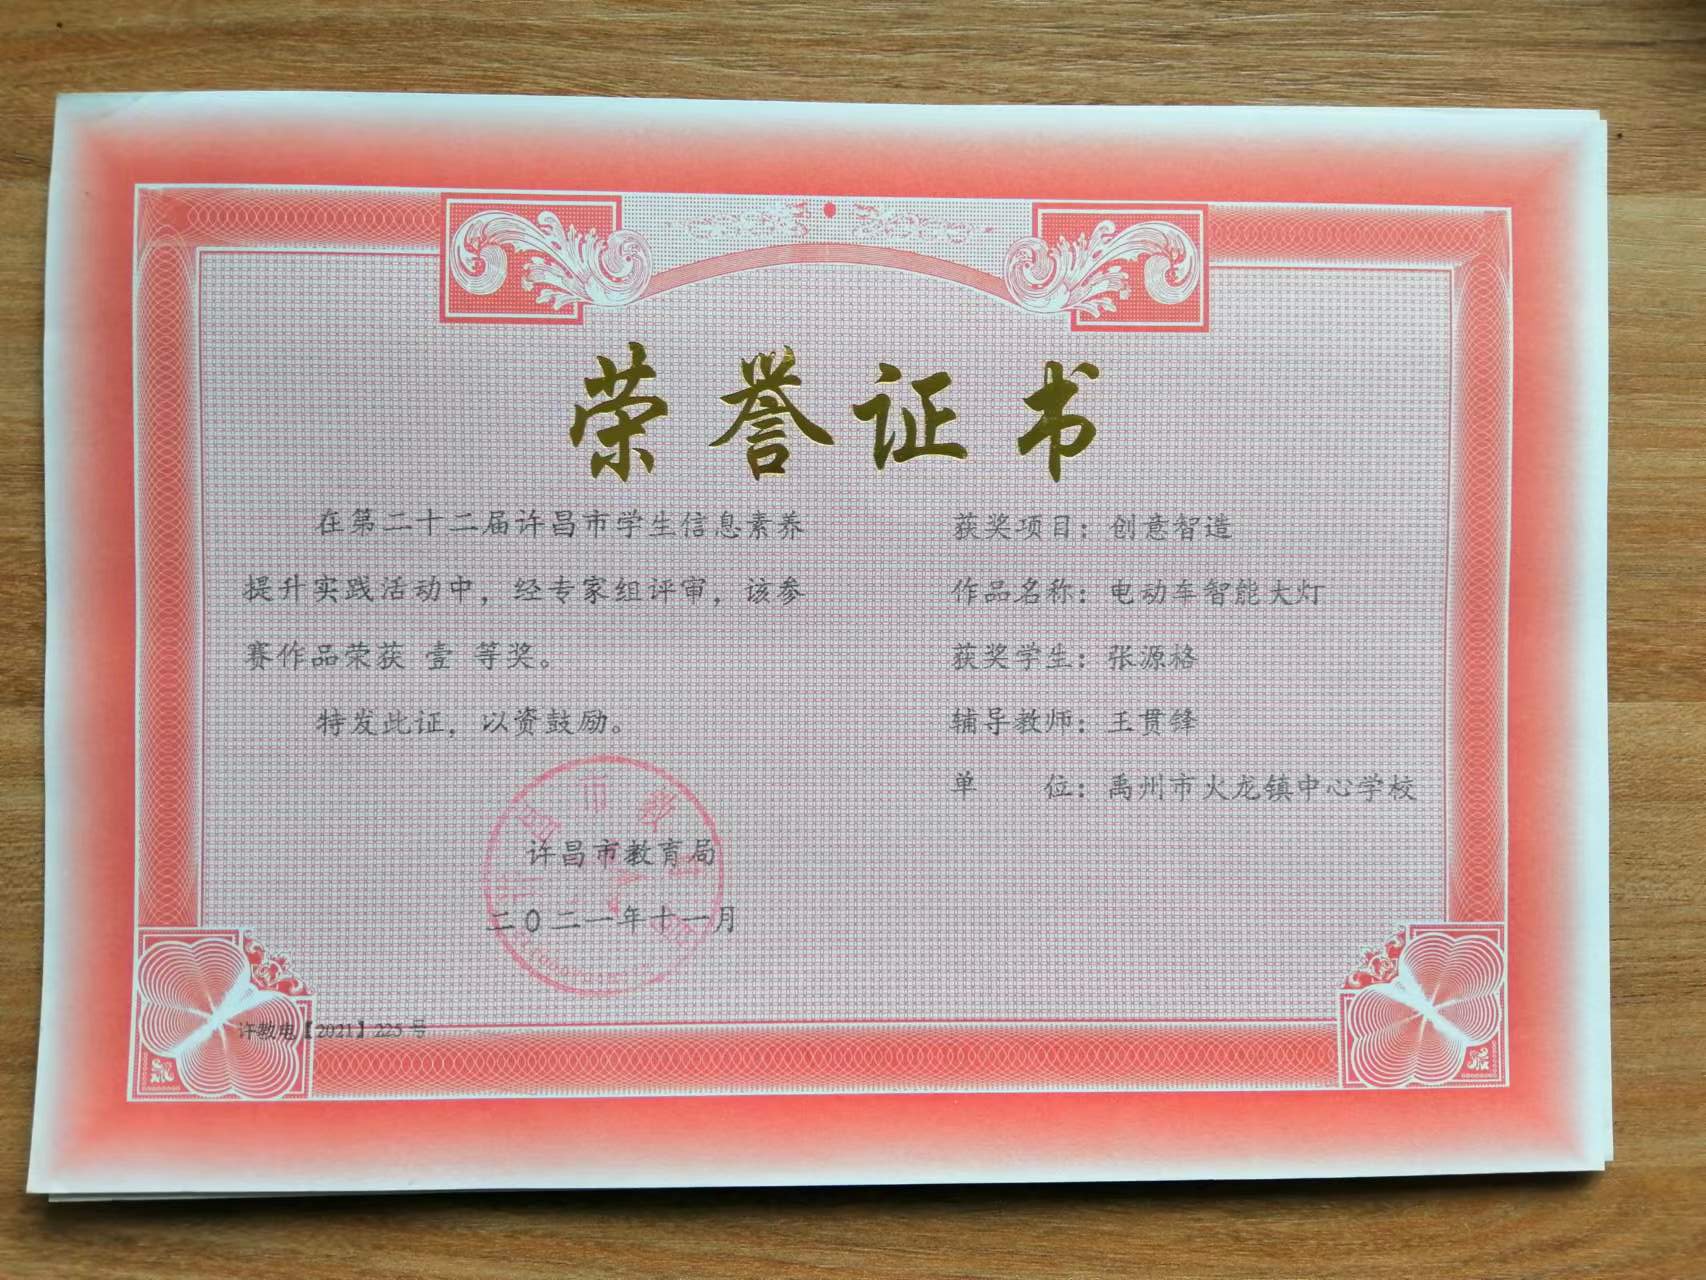 荣誉证书
在第二十二届许昌市学生信息素养
提升实践活动中，经专家组评审，该参
赛作品荣获 壹 等奖。
特发此证，以资鼓励。
许昌市教育局
二〇二一年十一月
许教电【2021】225 号
获奖项目：创意智造
作品名称：电动车智能大灯
获奖学生：张源格
辅导教师：王贯锋
单　　位：禹州市火龙镇中心学校